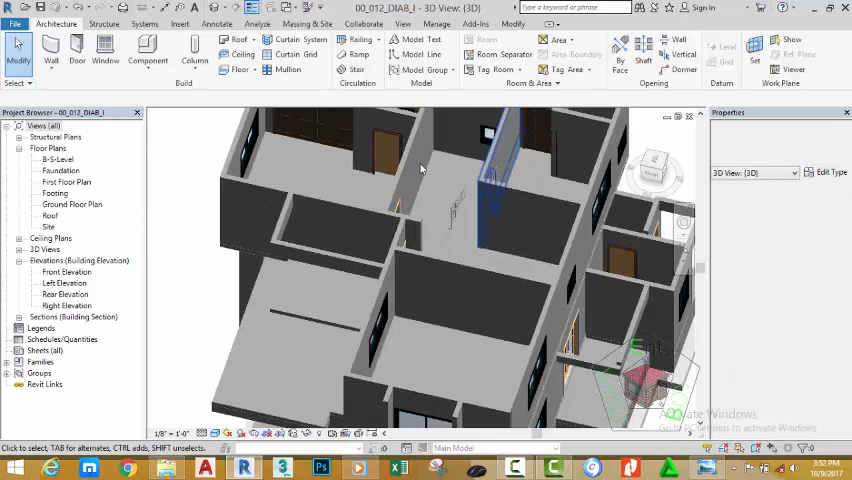 00_012_DIAB_I - 3D View: {3D}
Type a keyword or phrase
Sign In
File Architecture Structure Systems Insert Annotate Analyze Massing & Site Collaborate View Manage Add-Ins Modify
Modify Wall Door Window Component Column
Roof Curtain System
Ceiling Curtain Grid
Floor Mullion
Railing Model Text
Ramp Model Line
Stair Model Group
Room Area
Room Separator Area Boundary
Tag Room Tag Area
By Face Shaft
Wall
Vertical
Dormer
Level
Grid
Set
Show
Ref Plane
Viewer
Select Build Circulation Model Room & Area Opening Datum Work Plane
Project Browser - 00_012_DIAB_I
Properties
Views (all)
Structural Plans
Floor Plans
B-S-Level
Foundation
First Floor Plan
Footing
Ground Floor Plan
Roof
Site
Ceiling Plans
3D Views
Elevations (Building Elevation)
Front Elevation
Left Elevation
Rear Elevation
Right Elevation
Sections (Building Section)
Legends
Schedules/Quantities
Sheets (all)
Families
Groups
Revit Links
3D View: {3D}
Edit Type
Activate Windows
Go to PC settings to activate Windows.
1/8" = 1'-0"
Click to select, TAB for alternates, CTRL adds, SHIFT unselects.
Main Model
3:52 PM
10/9/2017